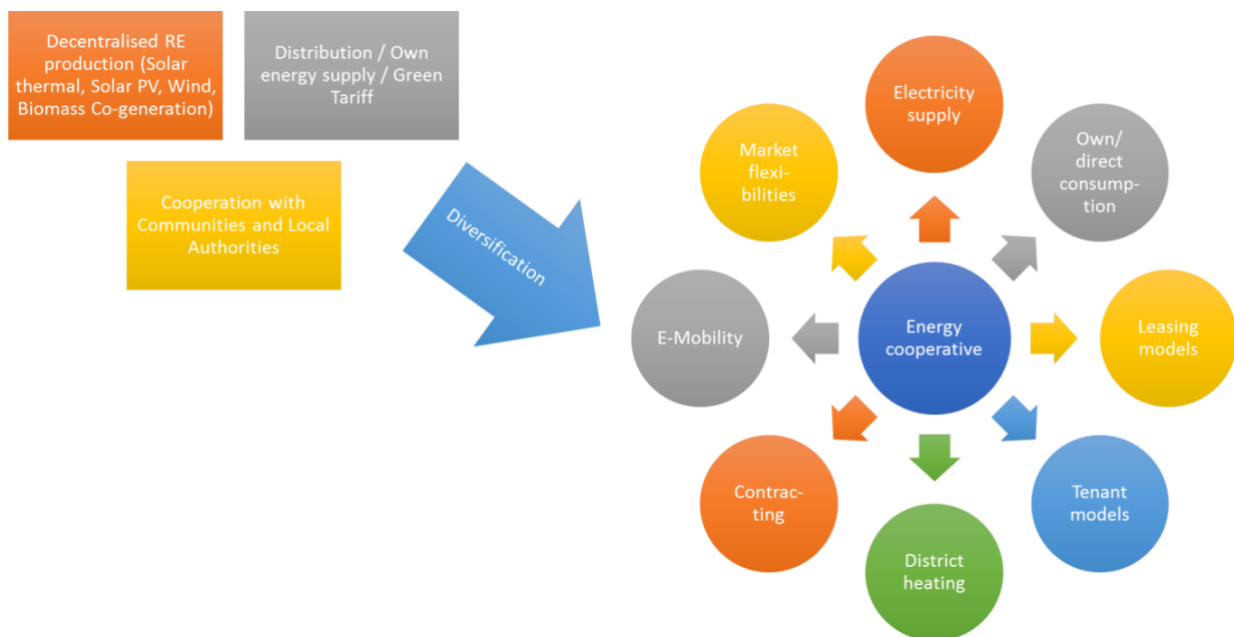 Decentralised RE
production (Solar
thermal, Solar PV, Wind,
Biomass Co-generation)
Distribution / Own
energy supply / Green
Tariff
Cooperation with
Communities and Local
Authorities
Diversification
Electricity
supply
Own/
direct
consump-
tion
Leasing
models
Tenant
models
District
heating
Contrac-
ting
E-Mobility
Market
flexi-
bilities
Energy
cooperative